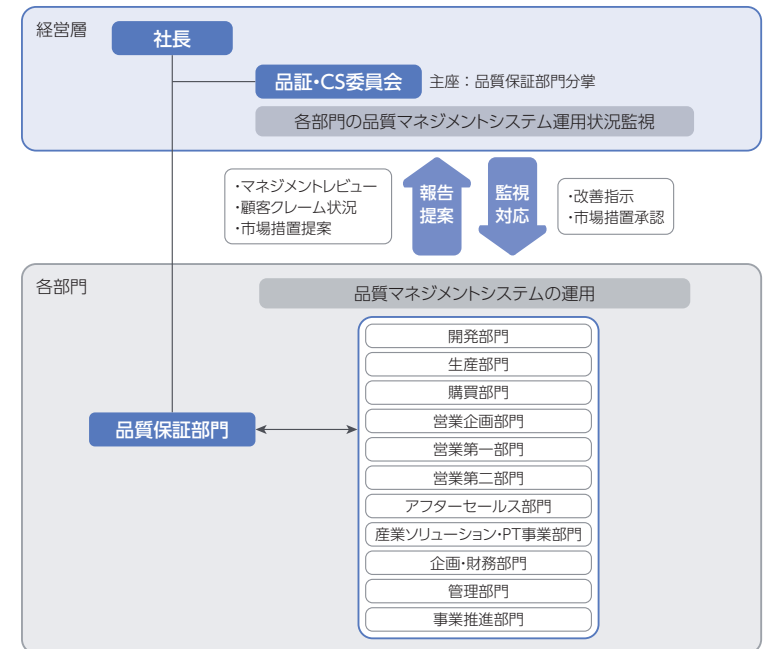 経営層
社長
品証・CS委員会
主座：品質保証部門分掌
各部門の品質マネジメントシステム運用状況監視
・マネジメントレビュー
・顧客クレーム状況
・市場措置提案
報告
提案
監視
対応
・改善指示
・市場措置承認
各部門
品質マネジメントシステムの運用
開発部門
生産部門
購買部門
営業企画部門
営業第一部門
営業第二部門
アフターセールス部門
産業ソリューション・PT事業部門
企画・財務部門
管理部門
事業推進部門
品質保証部門